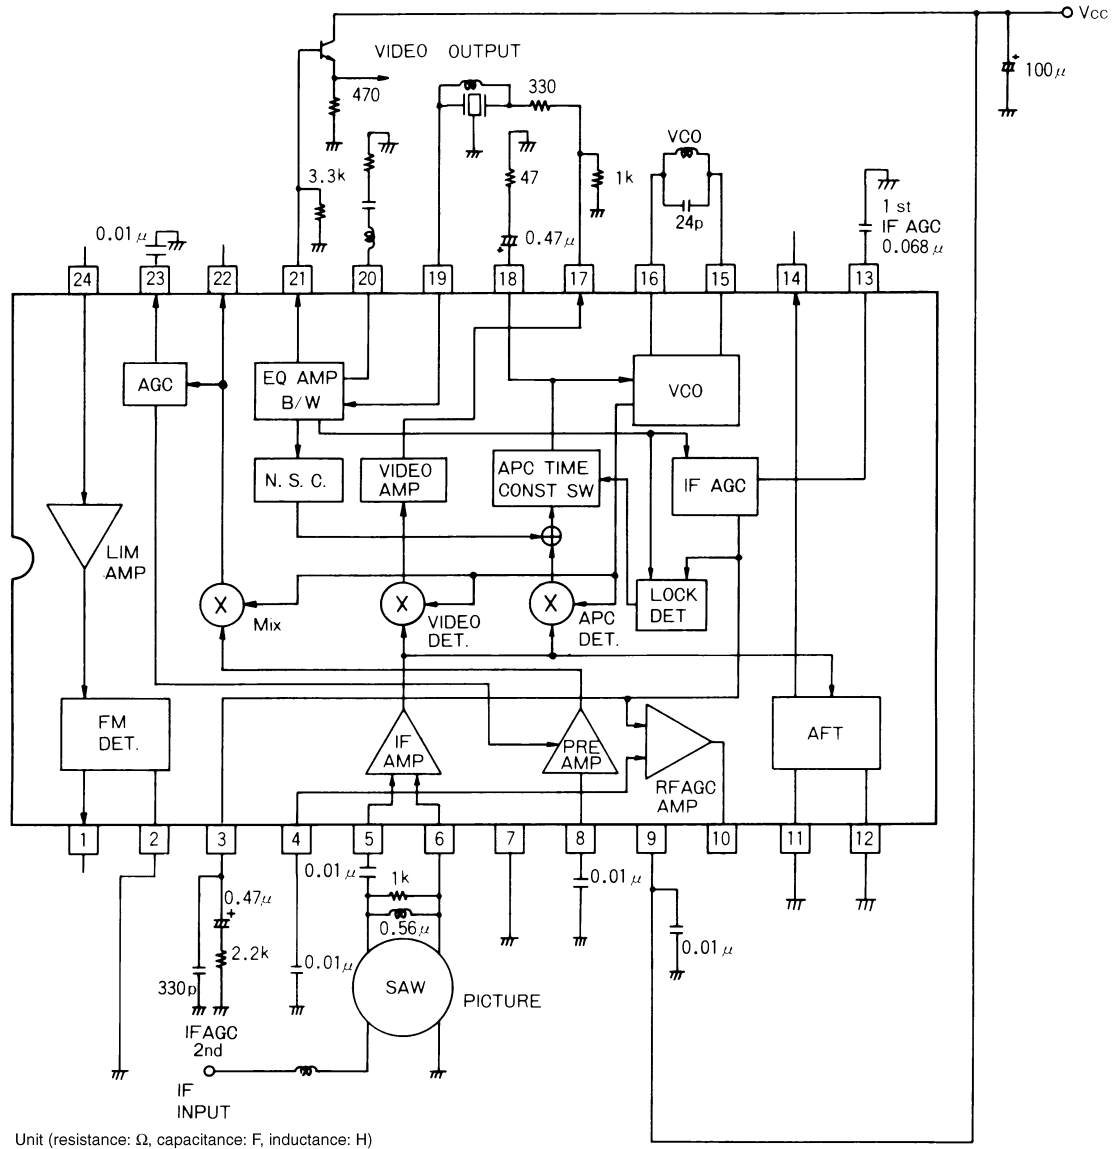 Vcc
VIDEO OUTPUT
100μ
470
330
VCO
3.3k
47
1k
24p
1 st
IF AGC
0.068μ
0.01μ
0.47μ
24
23
22
21
20
19
18
17
16
15
14
13
AGC
EQ AMP
B/W
VCO
N. S. C.
VIDEO
AMP
APC TIME
CONST SW
IF AGC
LIM
AMP
X
Mix
X
VIDEO
DET.
X
APC
DET.
LOCK
DET
FM
DET.
IF
AMP
PRE
AMP
RFAGC
AMP
AFT
1
2
3
4
5
6
7
8
9
10
11
12
0.01μ
1k
0.56μ
0.01μ
0.47μ
2.2k
330p
0.01μ
0.01μ
SAW
PICTURE
IFAGC
2nd
IF
INPUT
Unit (resistance: Ω, capacitance: F, inductance: H)